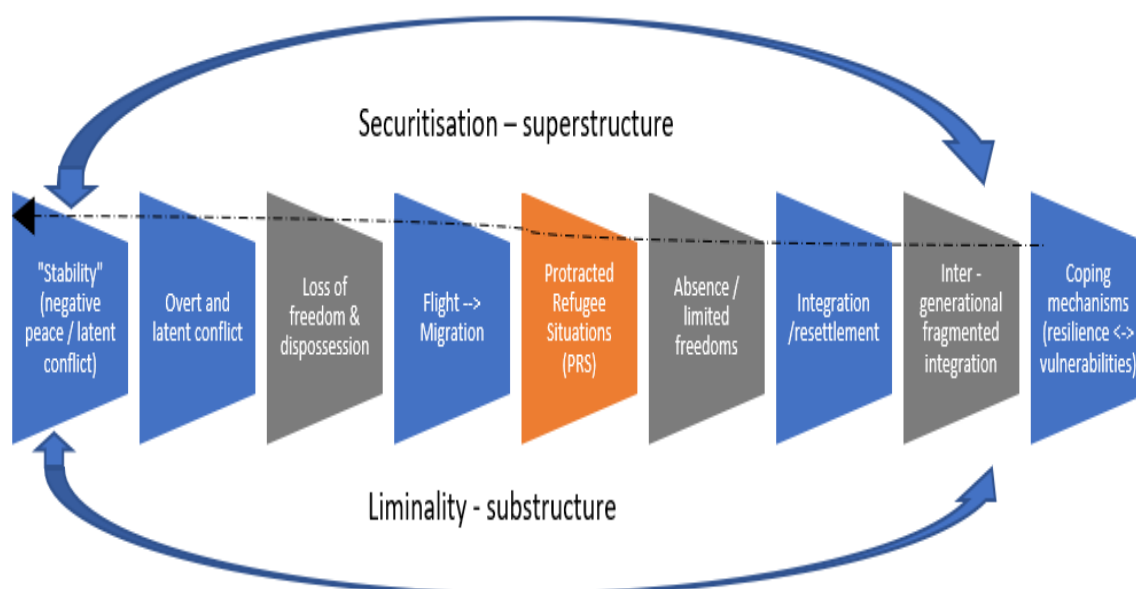 Securitisation – superstructure
"Stability"
(negative
peace / latent
conflict)
Overt and
latent conflict
Loss of
freedom &
dispossession
Flight -->
Migration
Protracted
Refugee
Situations
(PRS)
Absence /
limited
freedoms
Integration
/resettlement
Inter -
generational
fragmented
integration
Coping
mechanisms
(resilience <->
vulnerabilities)
Liminality - substructure